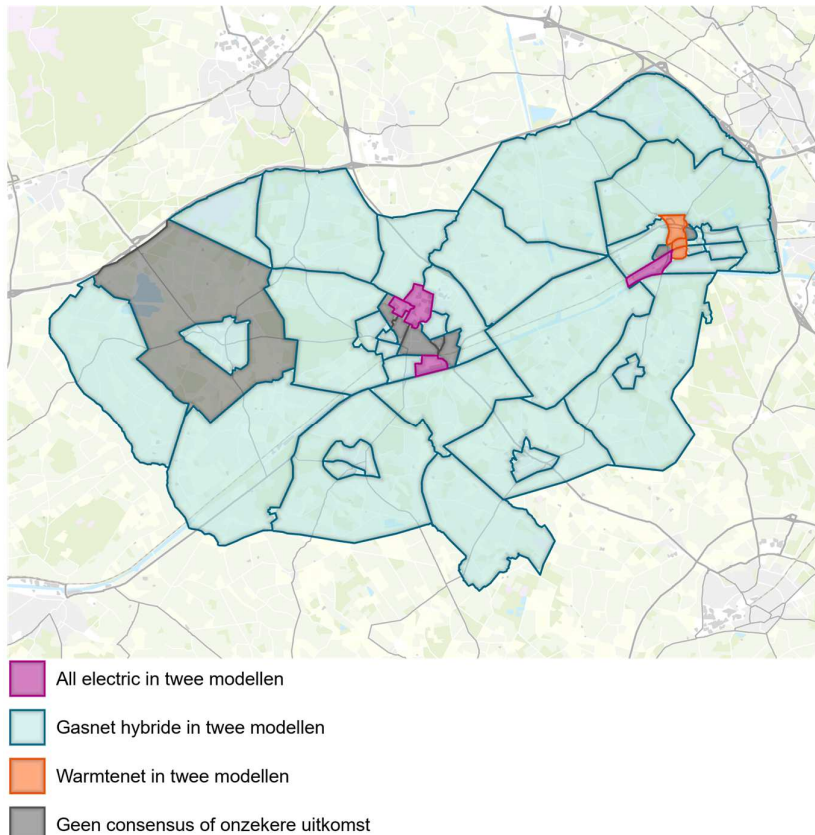 All electric in twee modellen
Gasnet hybride in twee modellen
Warmtenet in twee modellen
Geen consensus of onzekere uitkomst